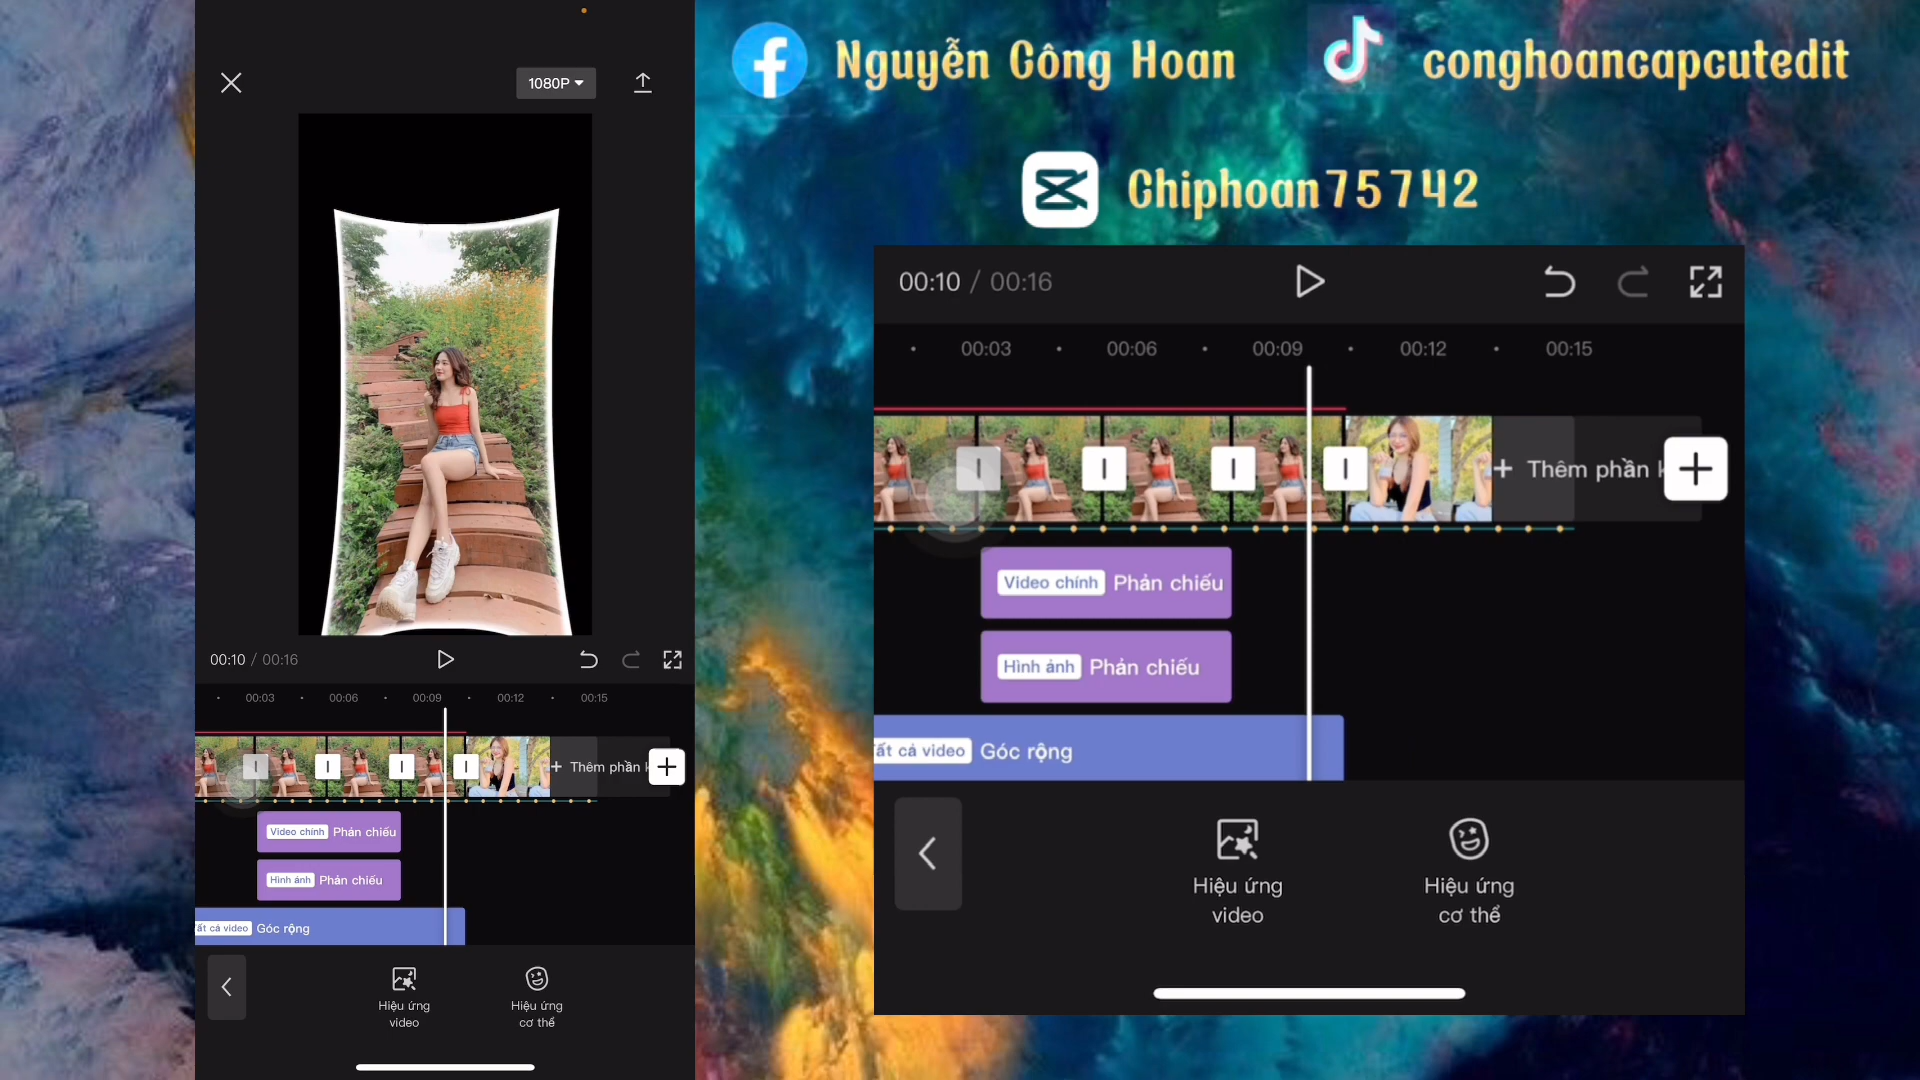 1080P
Nguyễn Công Hoan
conghoancapcutedit
Chiphoan75742
00:10 / 00:16
00:03 00:06 00:09 00:12 00:15
Thêm phần
Video chính Phản chiếu
Hình ảnh Phản chiếu
ất cả video Góc rộng
Hiệu ứng
video
Hiệu ứng
cơ thể
00:10 / 00:16
00:03 00:06 00:09 00:12 00:15
Thêm phần k
Video chính Phản chiếu
Hình ảnh Phản chiếu
ất cả video Góc rộng
Hiệu ứng
video
Hiệu ứng
cơ thể